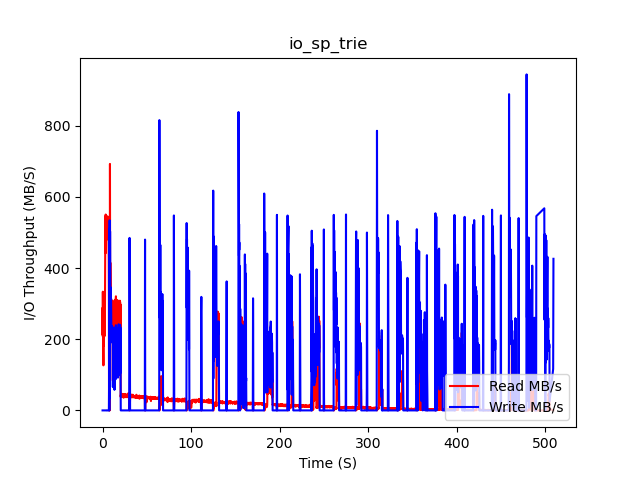 io_sp_trie
I/O Throughput (MB/S)
800
600
400
200
0
0 100 200 300 400 500
Time (S)
Read MB/s
Write MB/s